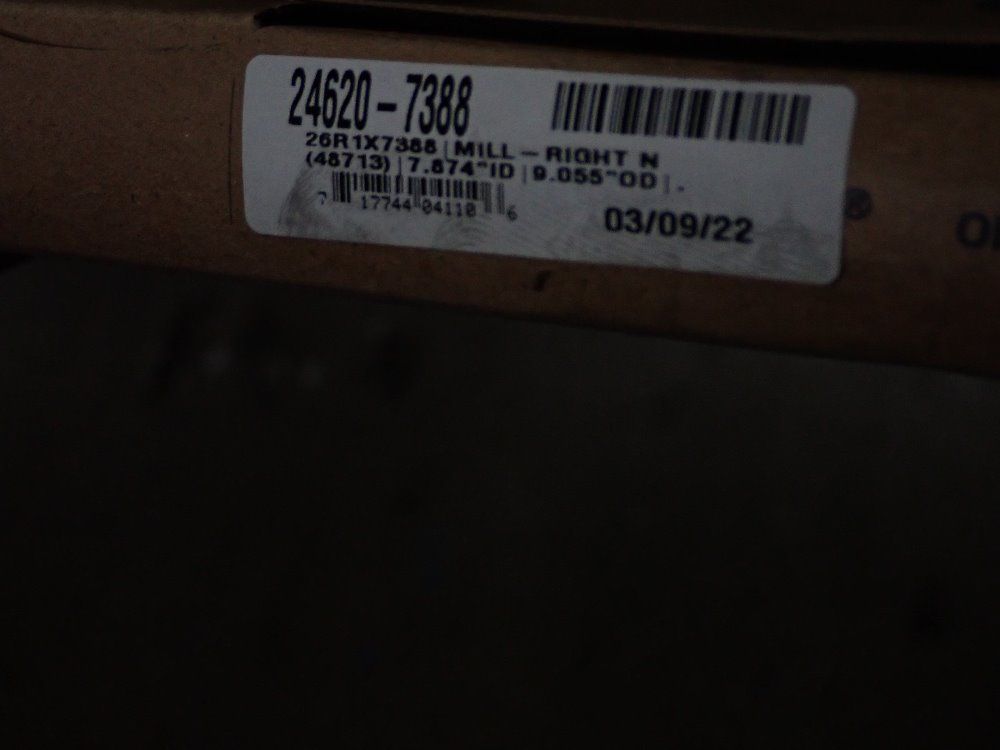 24620-7388
26R1X7388 | MILL-RIGHT N
(48713) | 7.874"ID | 9.055"OD | .
7 17744 04110 6
03/09/22
®